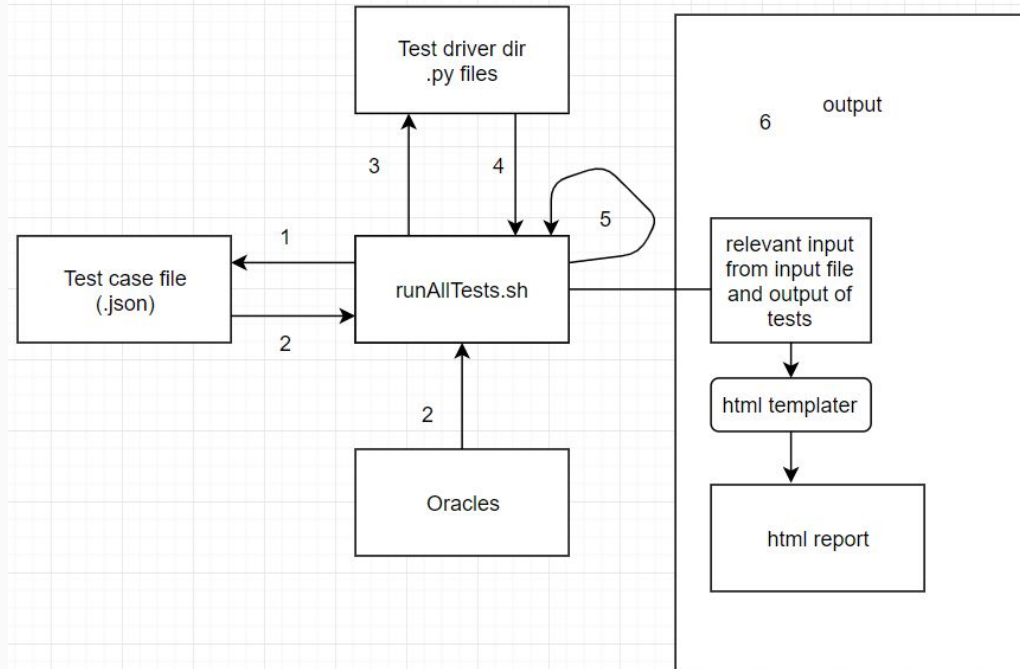 Test driver dir
.py files
6
output
3
4
5
1
Test case file
(.json)
runAllTests.sh
relevant input
from input file
and output of
tests
2
2
html templater
Oracles
html report